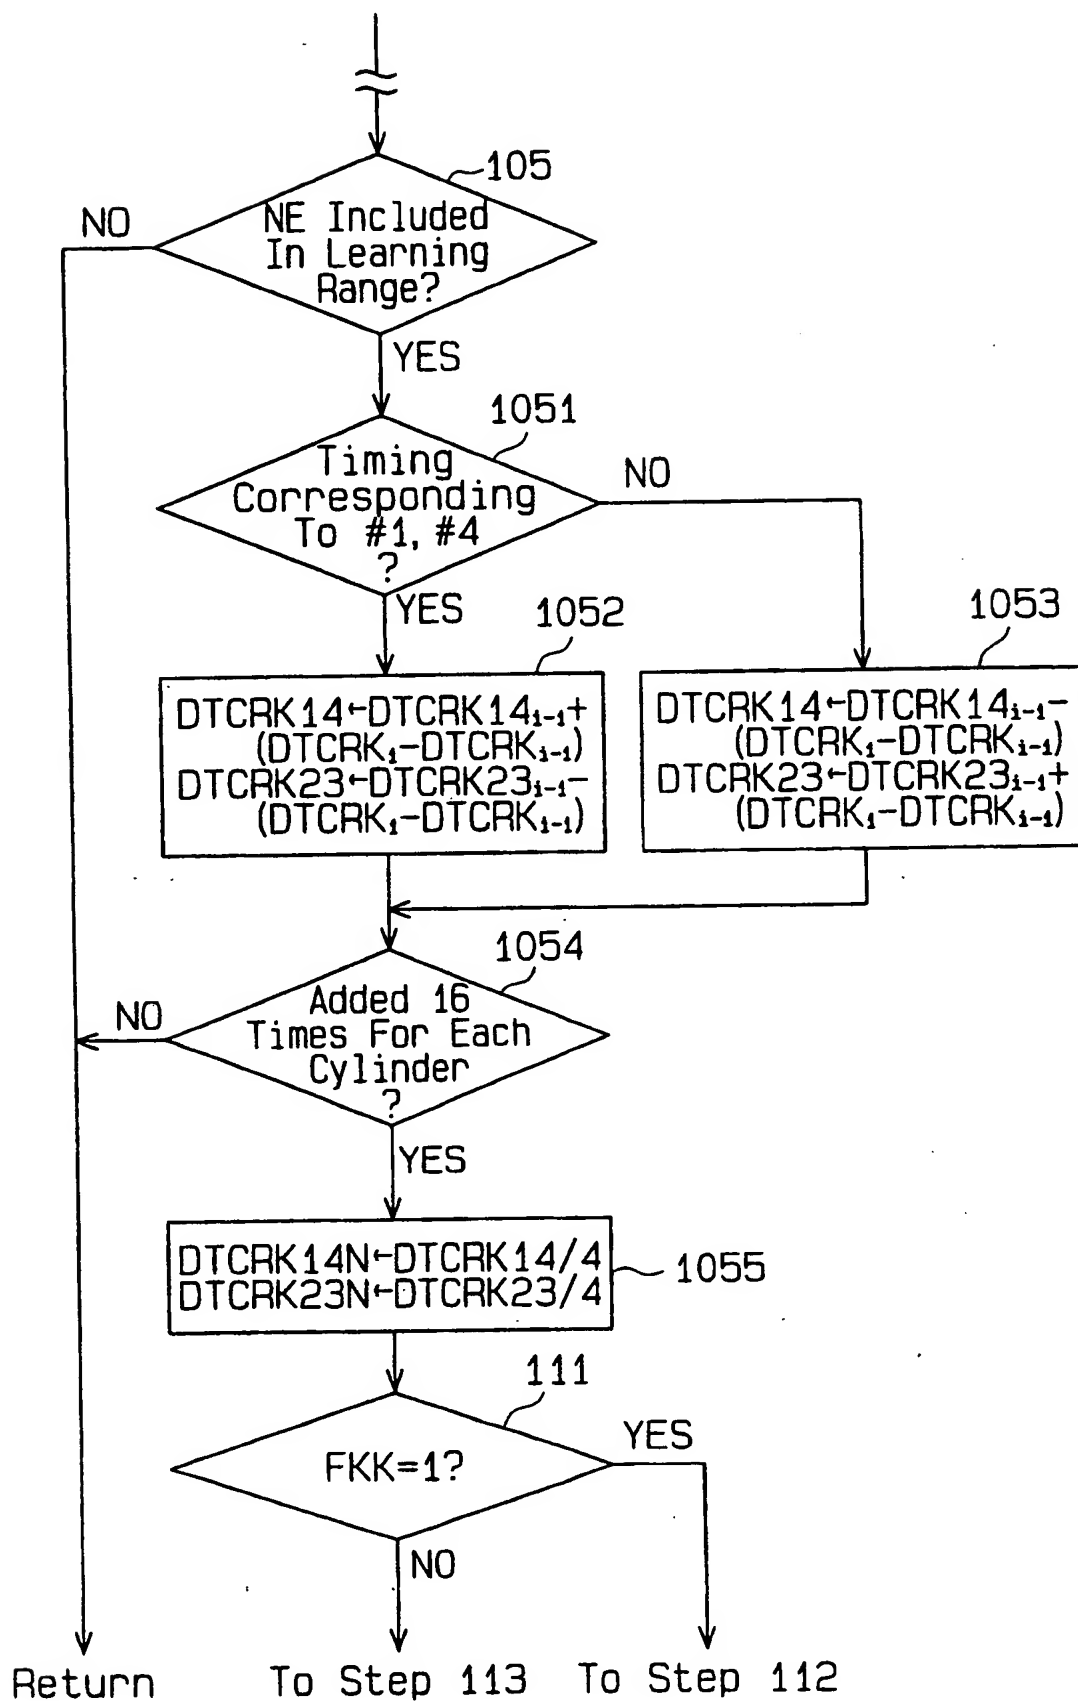 105
NO
NE Included
In Learning
Range?
YES
1051
Timing
Corresponding
To #1, #4
?
NO
YES
1052
1053
DTCRK14←DTCRK14i-1+
(DTCRKi-DTCRKi-1)
DTCRK23←DTCRK23i-1-
(DTCRKi-DTCRKi-1)
DTCRK14←DTCRK14i-1-
(DTCRKi-DTCRKi-1)
DTCRK23←DTCRK23i-1+
(DTCRKi-DTCRKi-1)
1054
NO
Added 16
Times For Each
Cylinder
?
YES
DTCRK14N←DTCRK14/4
DTCRK23N←DTCRK23/4
1055
111
YES
FKK=1?
NO
Return
To Step 113
To Step 112